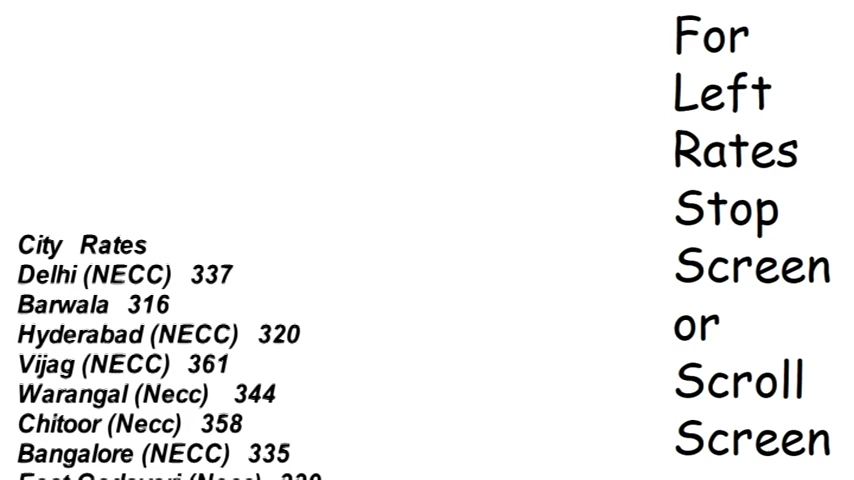 City Rates
Delhi (NECC) 337
Barwala 316
Hyderabad (NECC) 320
Vijag (NECC) 361
Warangal (Necc) 344
Chitoor (Necc) 358
Bangalore (NECC) 335
For
Left
Rates
Stop
Screen
or
Scroll
Screen